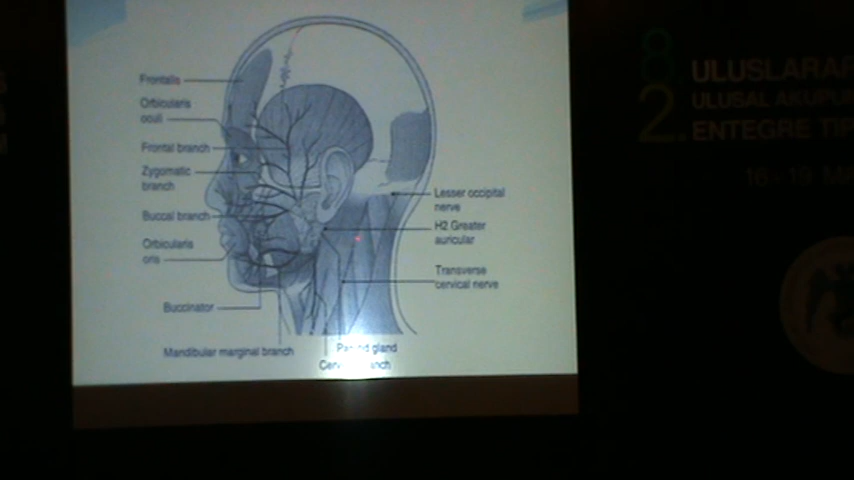 Frontalis
Orbicularis
oculi
Frontal branch
Zygomatic
branch
Buccal branch
Orbicularis
oris
Buccinator
Mandibular marginal branch
gland
Lesser occipital
nerve
H2 Greater
auricular
Transverse
cervical nerve
8.
ULUSLARAR
2.
ULUSAL AKUPU
ENTEGRE TIP